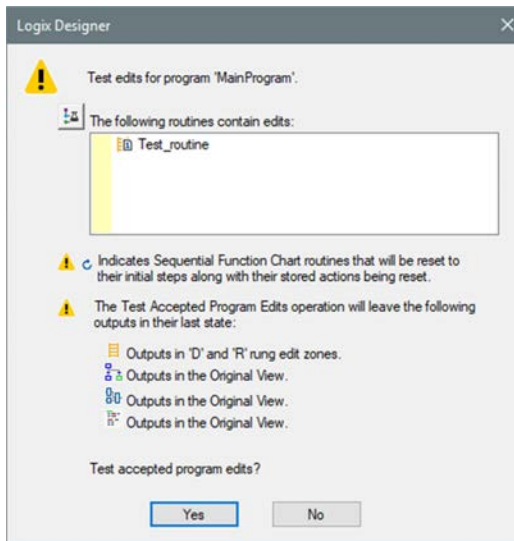 Logix Designer
Test edits for program 'MainProgram'.
The following routines contain edits:
Test_routine
Indicates Sequential Function Chart routines that will be reset to
their initial steps along with their stored actions being reset.
The Test Accepted Program Edits operation will leave the following
outputs in their last state:
Outputs in 'D' and 'R' rung edit zones.
Outputs in the Original View.
Outputs in the Original View.
Outputs in the Original View.
Test accepted program edits?
Yes
No